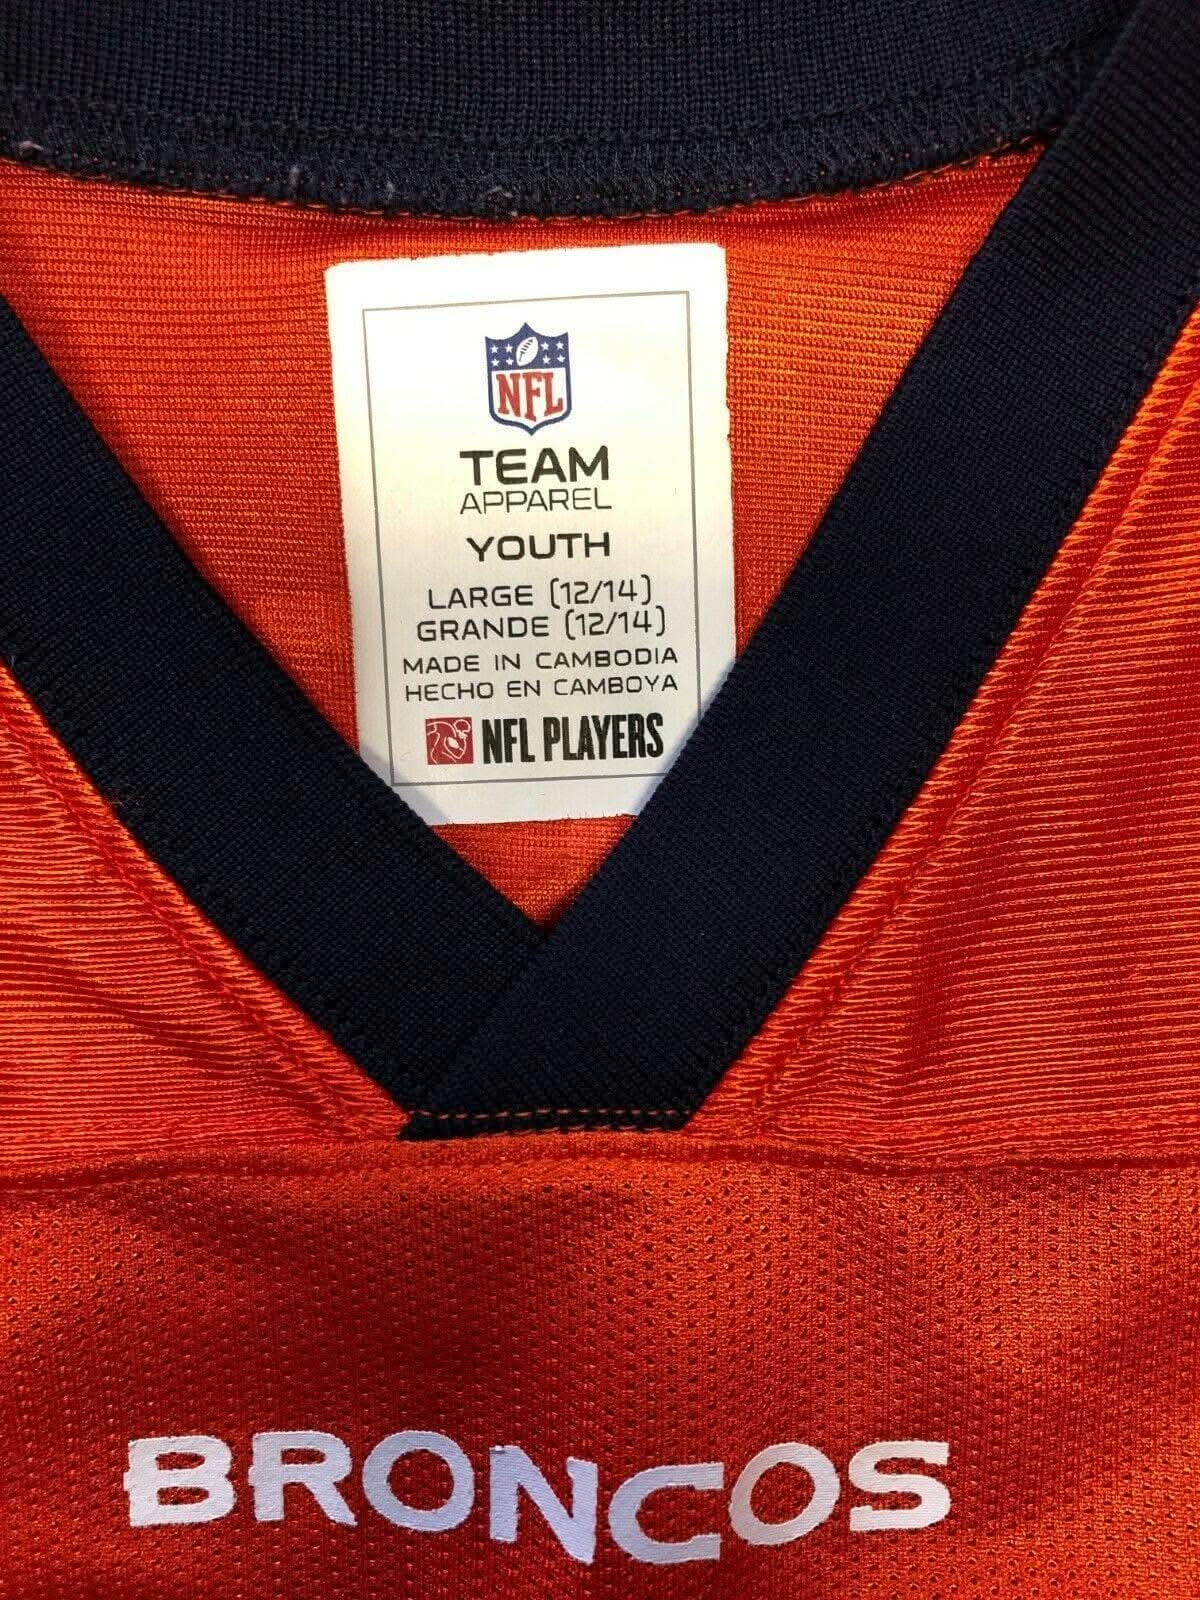 NFL
TEAM
APPAREL
YOUTH
LARGE (12/14)
GRANDE (12/14)
MADE IN CAMBODIA
HECHO EN CAMBOYA
NFL PLAYERS
BRONCOS